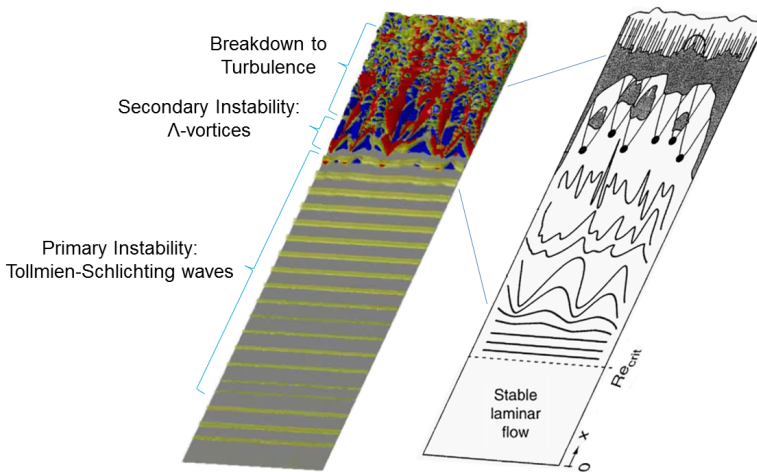 Breakdown to
Turbulence
Secondary Instability:
Λ-vortices
Primary Instability:
Tollmien-Schlichting waves
Re_crit
Stable
laminar
flow
x
0